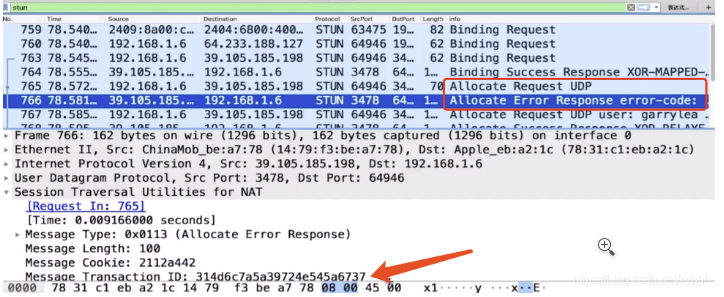 stun
表达式…
No. Time Source Destination Protocol SrcPort DstPort Length info
759 78.540… 2409:8a00:c… 2404:6800:400… STUN 63475 19… 82 Binding Request
760 78.540… 192.168.1.6 64.233.188.127 STUN 64946 19… 62 Binding Request
763 78.545… 192.168.1.6 39.105.185.198 STUN 64946 34… 62 Binding Request
764 78.555… 39.105.185.… 192.168.1.6 STUN 3478 64… 1… Binding Success Response XOR-MAPPED-
765 78.572… 192.168.1.6 39.105.185.198 STUN 64946 34… 70 Allocate Request UDP
766 78.581… 39.105.185.… 192.168.1.6 STUN 3478 64… 1… Allocate Error Response error-code:
767 78.585… 192.168.1.6 39.105.185.198 STUN 64946 34… 1… Allocate Request UDP user: garrylea
Frame 766: 162 bytes on wire (1296 bits), 162 bytes captured (1296 bits) on interface 0
Ethernet II, Src: ChinaMob_be:a7:78 (14:79:f3:be:a7:78), Dst: Apple_eb:a2:1c (78:31:c1:eb:a2:1c)
Internet Protocol Version 4, Src: 39.105.185.198, Dst: 192.168.1.6
User Datagram Protocol, Src Port: 3478, Dst Port: 64946
Session Traversal Utilities for NAT
[Request In: 765]
[Time: 0.009166000 seconds]
Message Type: 0x0113 (Allocate Error Response)
Message Length: 100
Message Cookie: 2112a442
Message Transaction ID: 314d6c7a5a39724e545a6737
0000 78 31 c1 eb a2 1c 14 79 f3 be a7 78 08 00 45 00 x1·····y ···x··E·